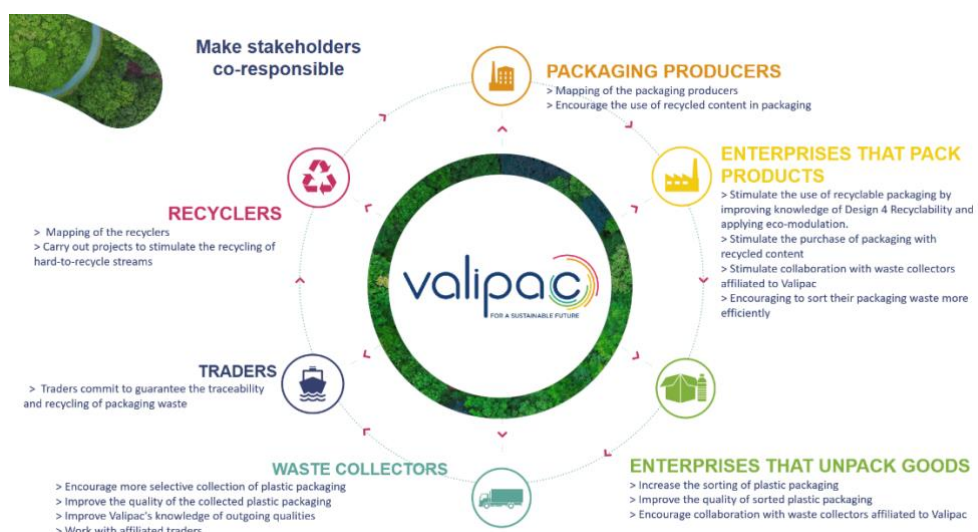 Make stakeholders
co-responsible
PACKAGING PRODUCERS
> Mapping of the packaging producers
> Encourage the use of recycled content in packaging
ENTERPRISES THAT PACK
PRODUCTS
> Stimulate the use of recyclable packaging by
improving knowledge of Design 4 Recyclability and
applying eco-modulation.
> Stimulate the purchase of packaging with
recycled content
> Stimulate collaboration with waste collectors
affiliated to Valipac
> Encouraging to sort their packaging waste more
efficiently
RECYCLERS
> Mapping of the recyclers
> Carry out projects to stimulate the recycling of
hard-to-recycle streams
valipac
FOR A SUSTAINABLE FUTURE
TRADERS
> Traders commit to guarantee the traceability
and recycling of packaging waste
WASTE COLLECTORS
> Encourage more selective collection of plastic packaging
> Improve the quality of the collected plastic packaging
> Improve Valipac's knowledge of outgoing qualities
> Work with affiliated traders
ENTERPRISES THAT UNPACK GOODS
> Increase the sorting of plastic packaging
> Improve the quality of sorted plastic packaging
> Encourage collaboration with waste collectors affiliated to Valipac